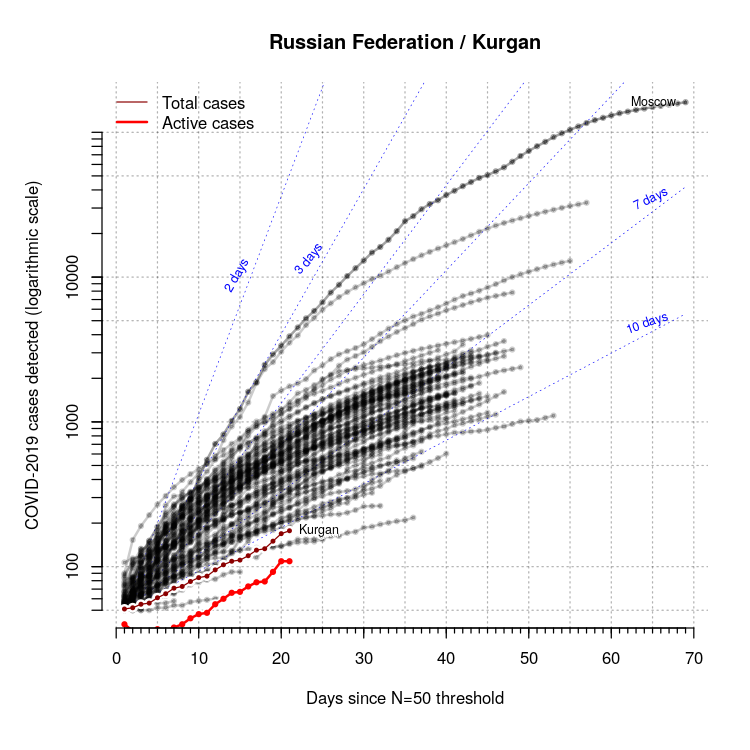 Russian Federation / Kurgan
Total cases
Active cases
Moscow
2 days
3 days
7 days
10 days
Kurgan
COVID-2019 cases detected (logarithmic scale)
10000
1000
100
0 10 20 30 40 50 60 70
Days since N=50 threshold